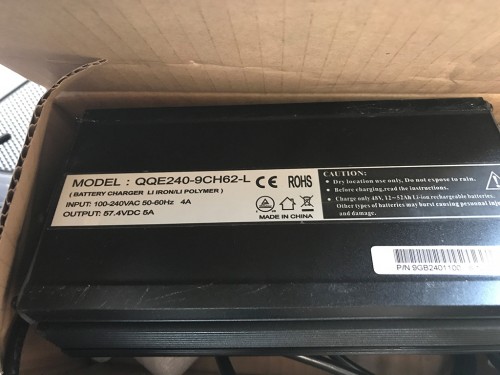 MODEL : QQE240-9CH62-L
( BATTERY CHARGER LI IRON/LI POLYMER )
INPUT: 100-240VAC 50-60Hz 4A
OUTPUT: 57.4VDC 5A
CE ROHS
MADE IN CHINA
CAUTION:
Dry location use only. Do not expose to rain.
Before charging,read the instructions.
Charge only 48V, 12~52Ah Li-ion rechargeable batteries.
Other types of batteries may burst causing pesonal injury
and damage.
P/N:9GB2401100